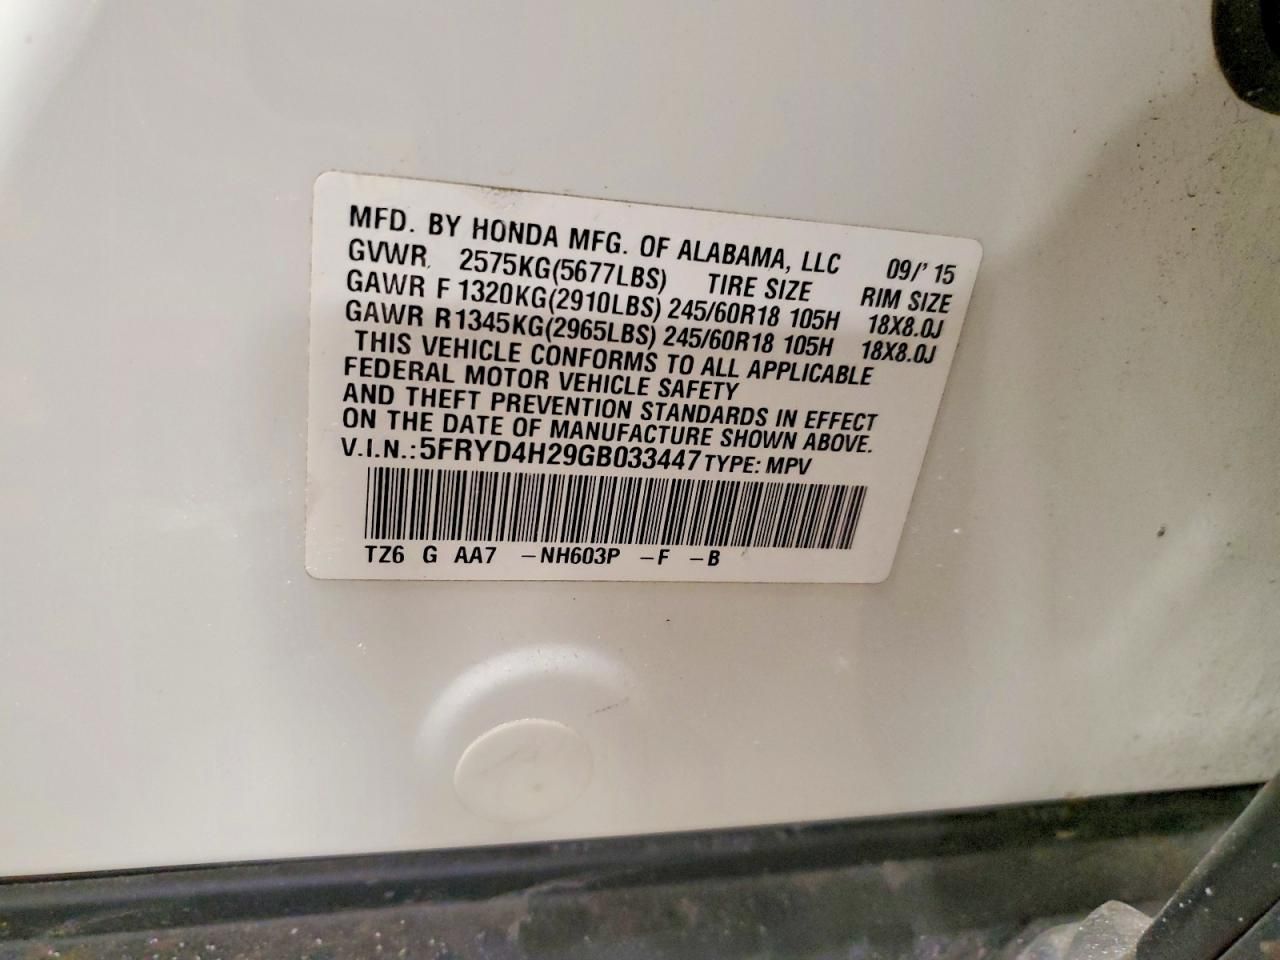 MFD. BY HONDA MFG. OF ALABAMA, LLC 09/'15
GVWR 2575KG(5677LBS) TIRE SIZE RIM SIZE
GAWR F 1320KG(2910LBS) 245/60R18 105H 18X8.0J
GAWR R1345KG(2965LBS) 245/60R18 105H 18X8.0J
THIS VEHICLE CONFORMS TO ALL APPLICABLE
FEDERAL MOTOR VEHICLE SAFETY
AND THEFT PREVENTION STANDARDS IN EFFECT
ON THE DATE OF MANUFACTURE SHOWN ABOVE.
V.I.N.:5FRYD4H29GB033447 TYPE: MPV
TZ6 G AA7 –NH603P –F –B